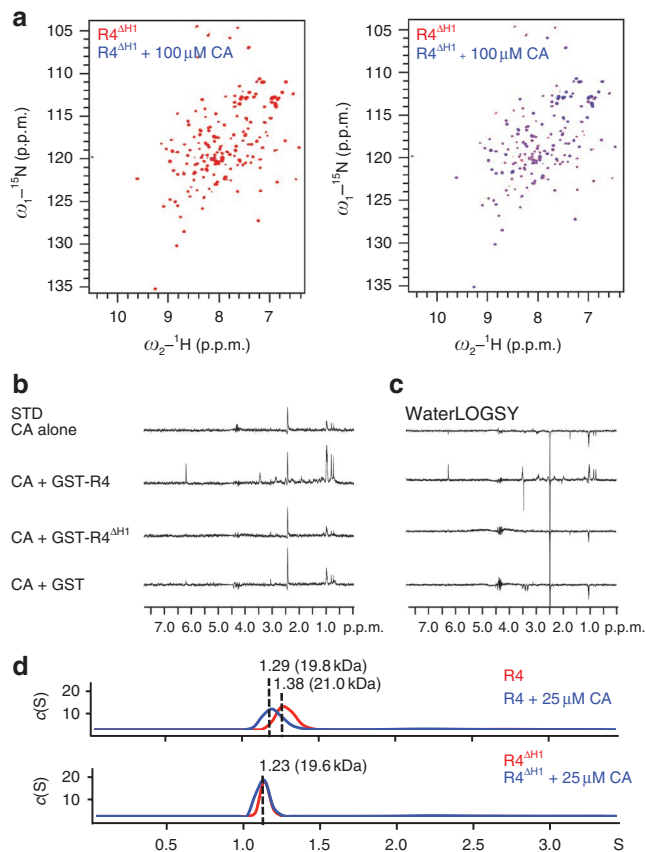 a
R4ΔH1
R4ΔH1 + 100 μM CA
105
110
115
120
125
130
135
ω1–15N (p.p.m.)
10 9 8 7
ω2–1H (p.p.m.)
R4ΔH1
R4ΔH1 + 100 μM CA
105
110
115
120
125
130
135
ω1–15N (p.p.m.)
10 9 8 7
ω2–1H (p.p.m.)
b
STD
CA alone
CA + GST-R4
CA + GST-R4ΔH1
CA + GST
7.0 6.0 5.0 4.0 3.0 2.0 1.0 p.p.m.
c
WaterLOGSY
7.0 6.0 5.0 4.0 3.0 2.0 1.0 p.p.m.
d
1.29 (19.8 kDa)
1.38 (21.0 kDa)
R4
R4 + 25 μM CA
20
10
c(S)
1.23 (19.6 kDa)
R4ΔH1
R4ΔH1 + 25 μM CA
20
10
c(S)
0.5 1.0 1.5 2.0 2.5 3.0 S